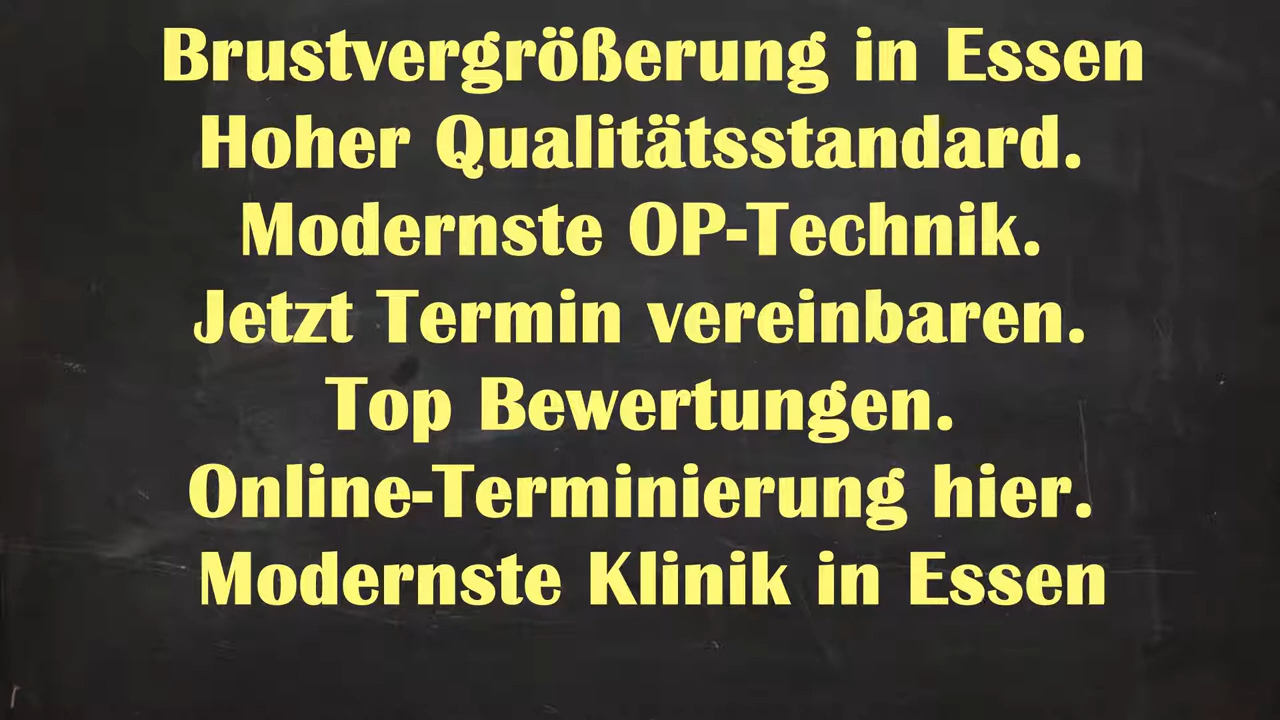 Brustvergrößerung in Essen
Hoher Qualitätsstandard.
Modernste OP-Technik.
Jetzt Termin vereinbaren.
Top Bewertungen.
Online-Terminierung hier.
Modernste Klinik in Essen